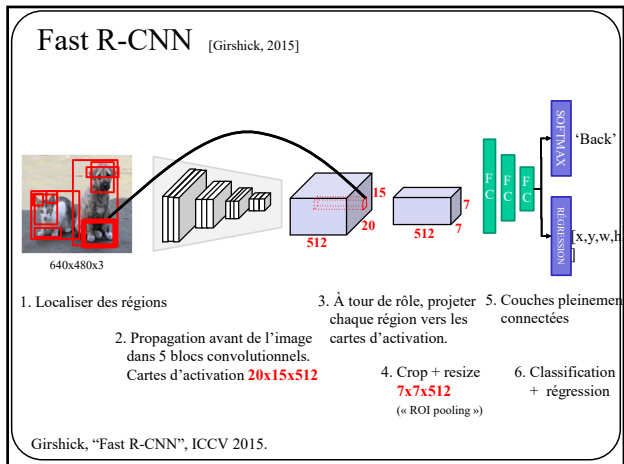 Fast R-CNN [Girshick, 2015]
640x480x3
15
20
512
7
7
512
FC
FC
FC
SOFTMAX
'Back'
RÉGRESSION
[x,y,w,h
]
1. Localiser des régions
2. Propagation avant de l'image
dans 5 blocs convolutionnels.
Cartes d'activation 20x15x512
3. À tour de rôle, projeter
chaque région vers les
cartes d'activation.
4. Crop + resize
7x7x512
(« ROI pooling »)
5. Couches pleinemen
connectées
6. Classification
+ régression
Girshick, "Fast R-CNN", ICCV 2015.